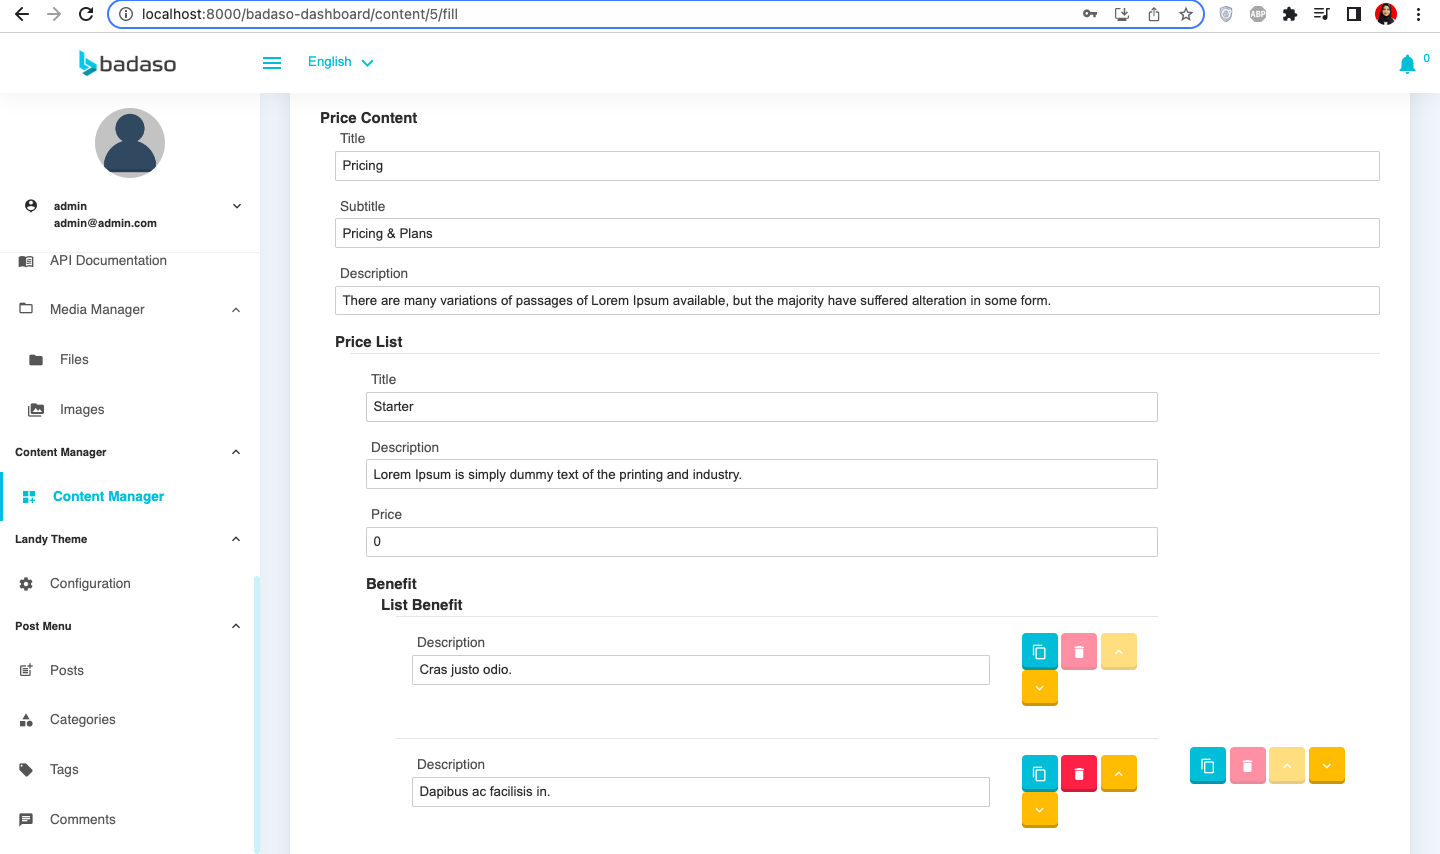 localhost:8000/badaso-dashboard/content/5/fill
ABP
badaso
English
0
admin
admin@admin.com
API Documentation
Media Manager
Files
Images
Content Manager
Content Manager
Landy Theme
Configuration
Post Menu
Posts
Categories
Tags
Comments
Price Content
Title
Pricing
Subtitle
Pricing & Plans
Description
There are many variations of passages of Lorem Ipsum available, but the majority have suffered alteration in some form.
Price List
Title
Starter
Description
Lorem Ipsum is simply dummy text of the printing and industry.
Price
0
Benefit
List Benefit
Description
Cras justo odio.
Description
Dapibus ac facilisis in.